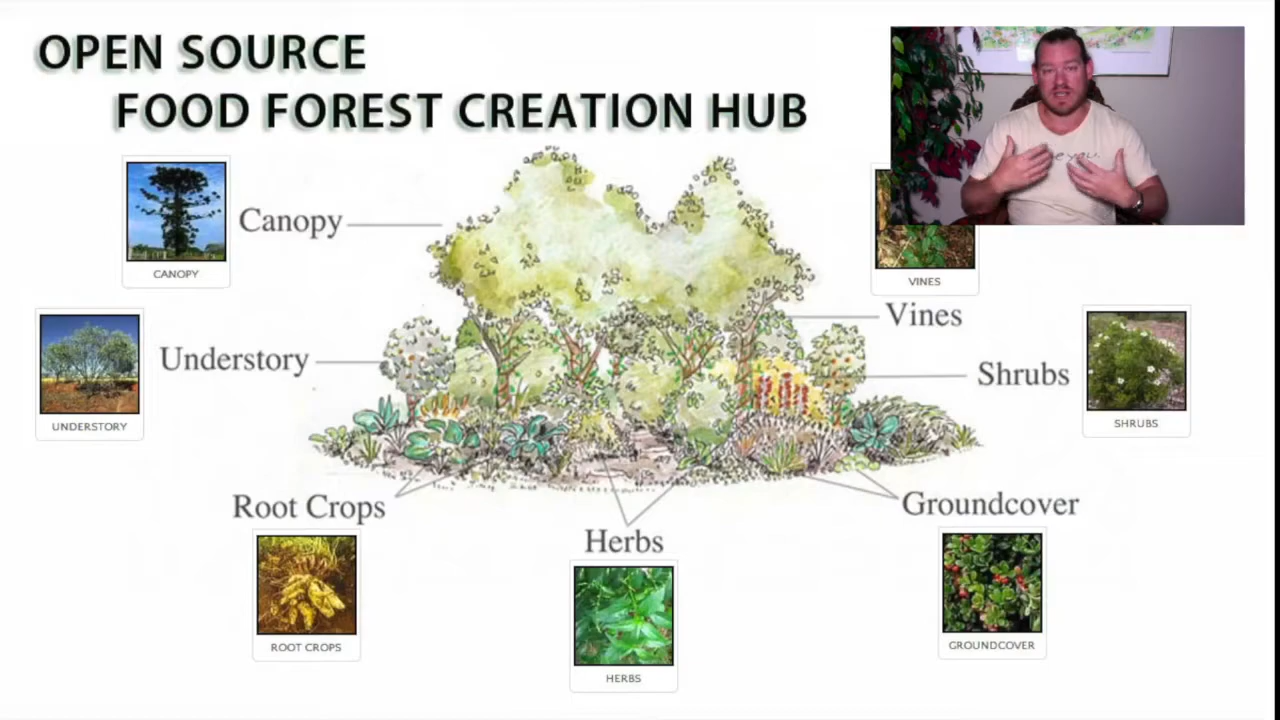 OPEN SOURCE
FOOD FOREST CREATION HUB
CANOPY
Canopy
VINES
Vines
UNDERSTORY
Understory
Shrubs
SHRUBS
Root Crops
ROOT CROPS
Herbs
HERBS
Groundcover
GROUNDCOVER
you.